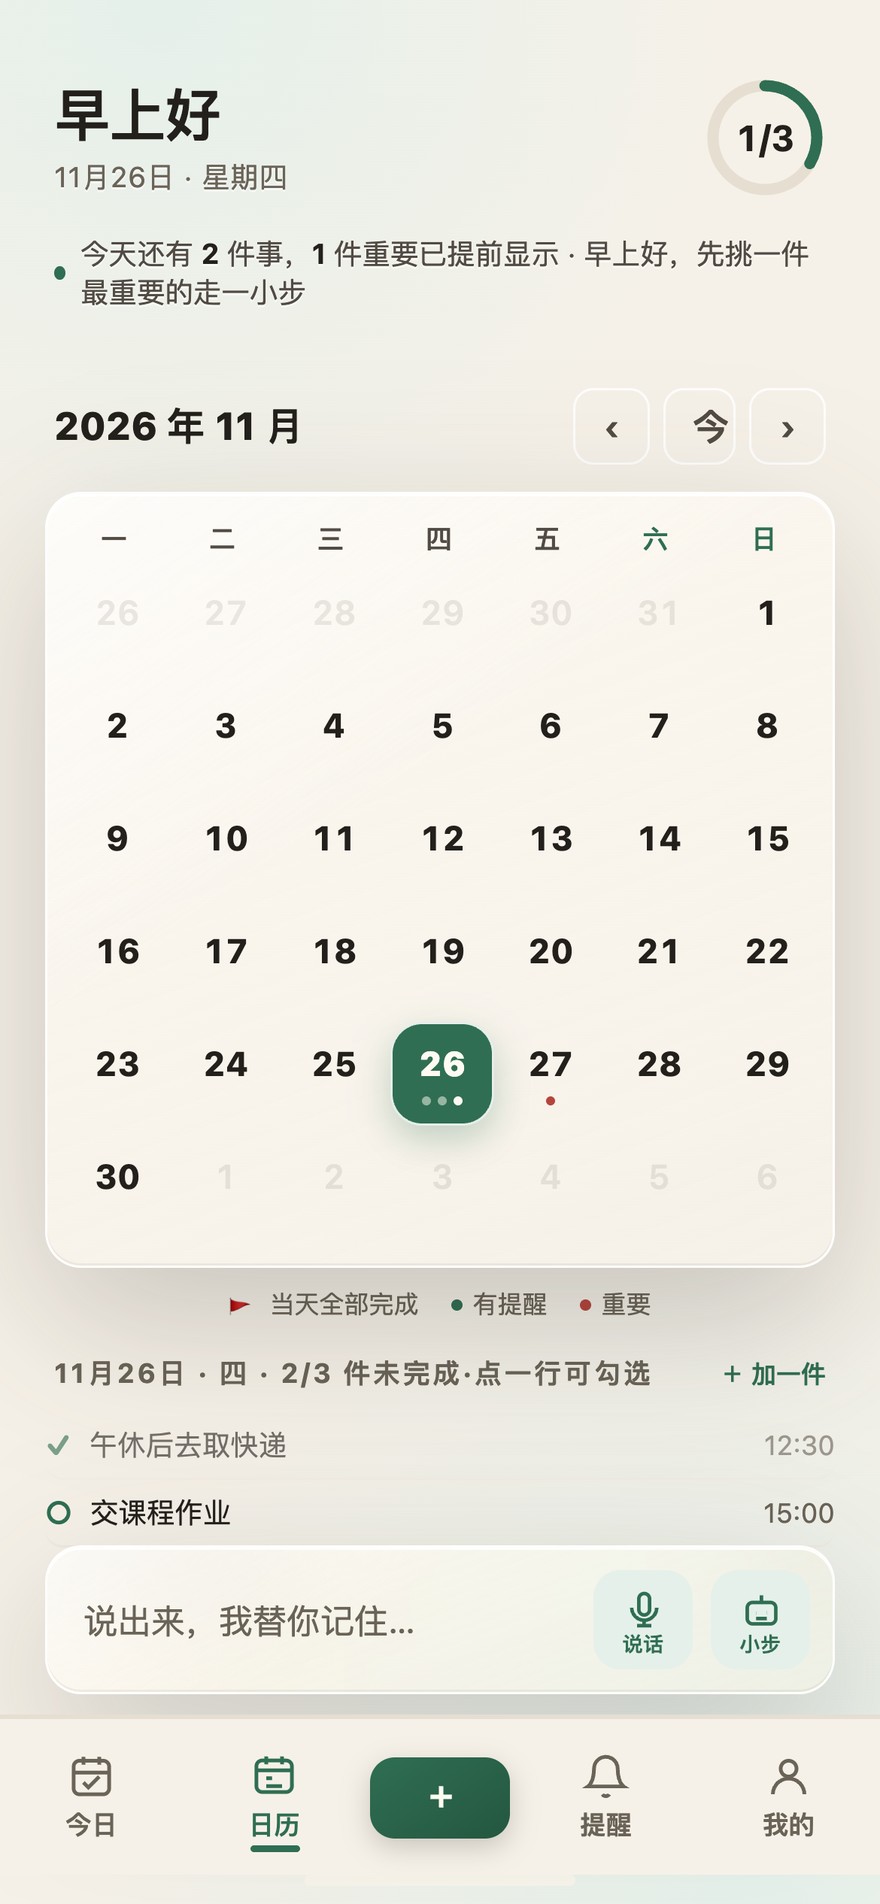 早上好
11月26日 · 星期四
1/3
今天还有 2 件事，1 件重要已提前显示 · 早上好，先挑一件
最重要的走一小步
2026 年 11 月
‹ 今 ›
一 二 三 四 五 六 日
26 27 28 29 30 31 1
2 3 4 5 6 7 8
9 10 11 12 13 14 15
16 17 18 19 20 21 22
23 24 25 26 27 28 29
30 1 2 3 4 5 6
当天全部完成 有提醒 重要
11月26日 · 四 · 2/3 件未完成·点一行可勾选 + 加一件
午休后去取快递 12:30
交课程作业 15:00
说出来，我替你记住... 说话 小步
今日 日历 + 提醒 我的